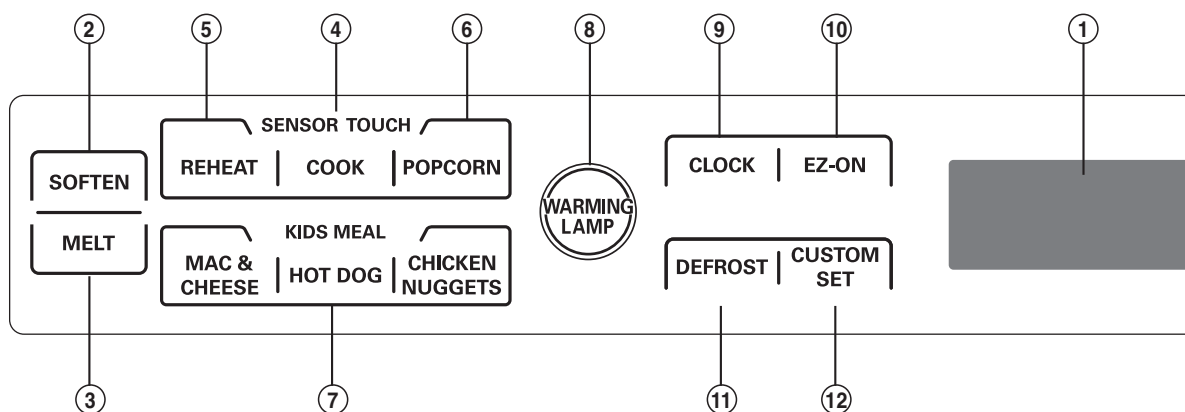 2 5 4 6 8 9 10 1
SENSOR TOUCH
REHEAT COOK POPCORN
SOFTEN
MELT
KIDS MEAL
MAC &
CHEESE
HOT DOG
CHICKEN
NUGGETS
WARMING
LAMP
CLOCK EZ-ON
DEFROST
CUSTOM
SET
3 7 11 12